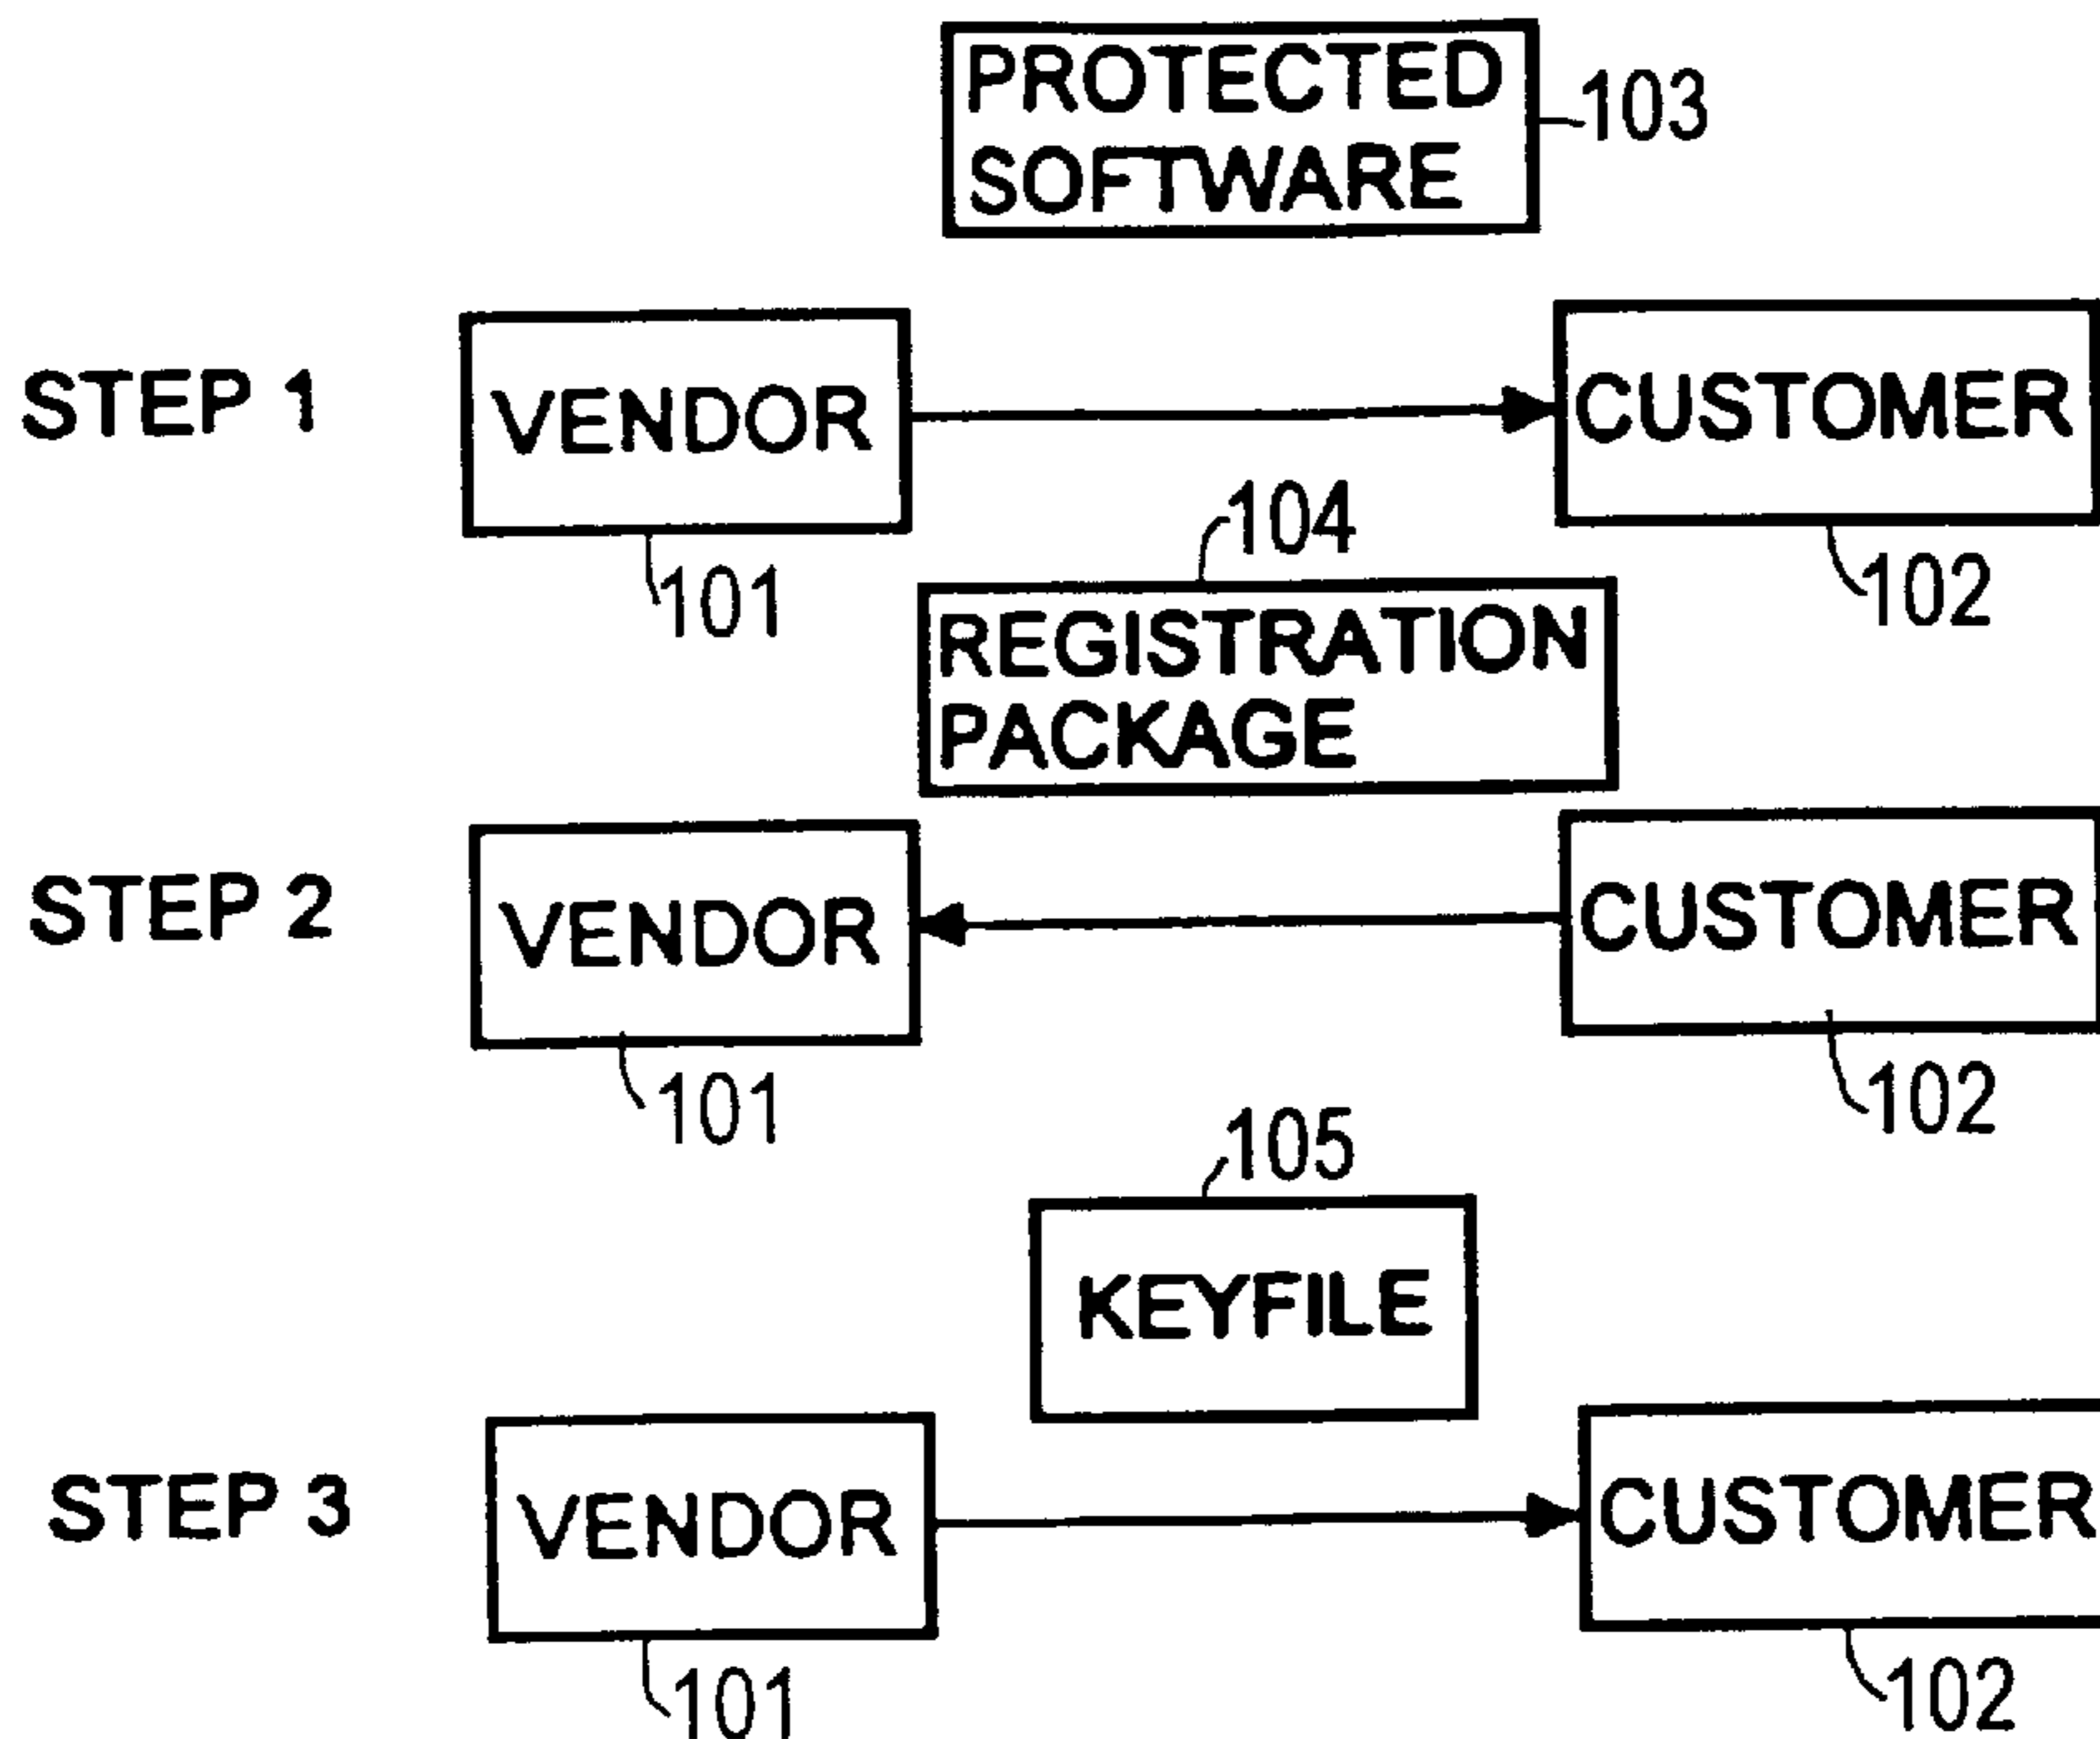 PROTECTED
SOFTWARE
103
STEP 1
VENDOR
CUSTOMER
101
104
102
REGISTRATION
PACKAGE
STEP 2
VENDOR
CUSTOMER
101
102
105
KEYFILE
STEP 3
VENDOR
CUSTOMER
101
102